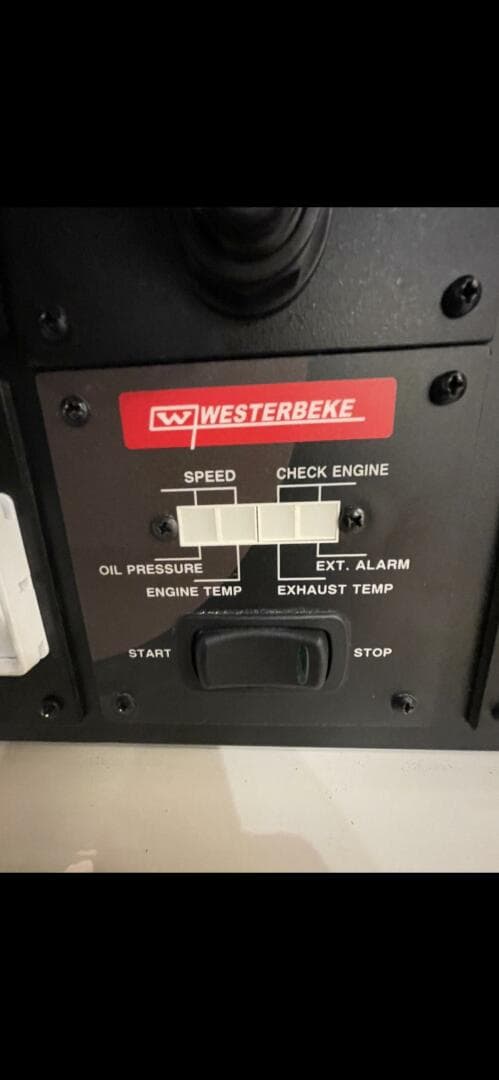 WESTERBEKE
SPEED
CHECK ENGINE
OIL PRESSURE
EXT. ALARM
ENGINE TEMP
EXHAUST TEMP
START
STOP